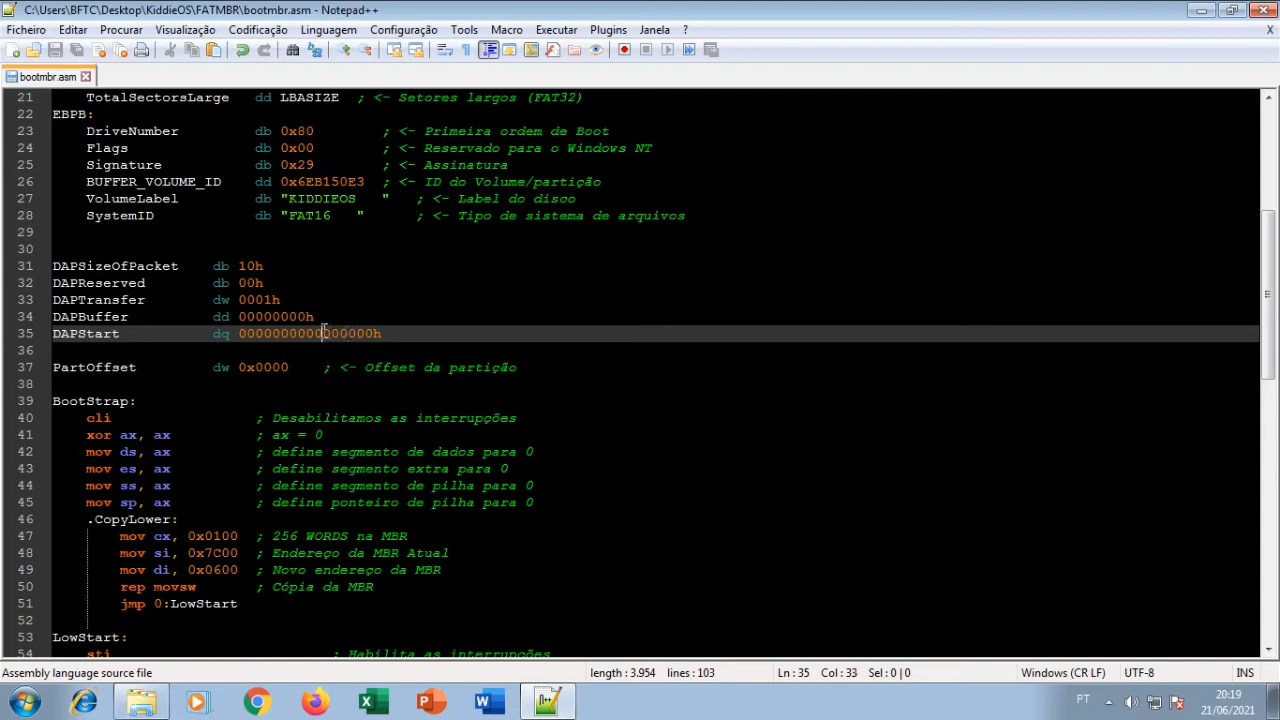 C:\Users\BFTC\Desktop\KiddieOS\FATMBR\bootmbr.asm - Notepad++
Ficheiro Editar Procurar Visualização Codificação Linguagem Configuração Tools Macro Executar Plugins Janela ? X
bootmbr.asm
21 TotalSectorsLarge dd LBASIZE ; <- Setores largos (FAT32)
22 EBPB:
23 DriveNumber db 0x80 ; <- Primeira ordem de Boot
24 Flags db 0x00 ; <- Reservado para o Windows NT
25 Signature db 0x29 ; <- Assinatura
26 BUFFER_VOLUME_ID dd 0x6EB150E3 ; <- ID do Volume/partição
27 VolumeLabel db "KIDDIEOS   " ; <- Label do disco
28 SystemID db "FAT16   " ; <- Tipo de sistema de arquivos
29
30
31 DAPSizeOfPacket db 10h
32 DAPReserved db 00h
33 DAPTransfer dw 0001h
34 DAPBuffer dd 00000000h
35 DAPStart dq 0000000000000000h
36
37 PartOffset dw 0x0000 ; <- Offset da partição
38
39 BootStrap:
40 cli ; Desabilitamos as interrupções
41 xor ax, ax ; ax = 0
42 mov ds, ax ; define segmento de dados para 0
43 mov es, ax ; define segmento extra para 0
44 mov ss, ax ; define segmento de pilha para 0
45 mov sp, ax ; define ponteiro de pilha para 0
46 .CopyLower:
47 mov cx, 0x0100 ; 256 WORDS na MBR
48 mov si, 0x7C00 ; Endereço da MBR Atual
49 mov di, 0x0600 ; Novo endereço da MBR
50 rep movsw ; Cópia da MBR
51 jmp 0:LowStart
52
53 LowStart:
54 sti ; Habilita as interrupções
Assembly language source file length : 3.954 lines : 103 Ln : 35 Col : 33 Sel : 0 | 0 Windows (CR LF) UTF-8 INS
PT 20:19
21/06/2021